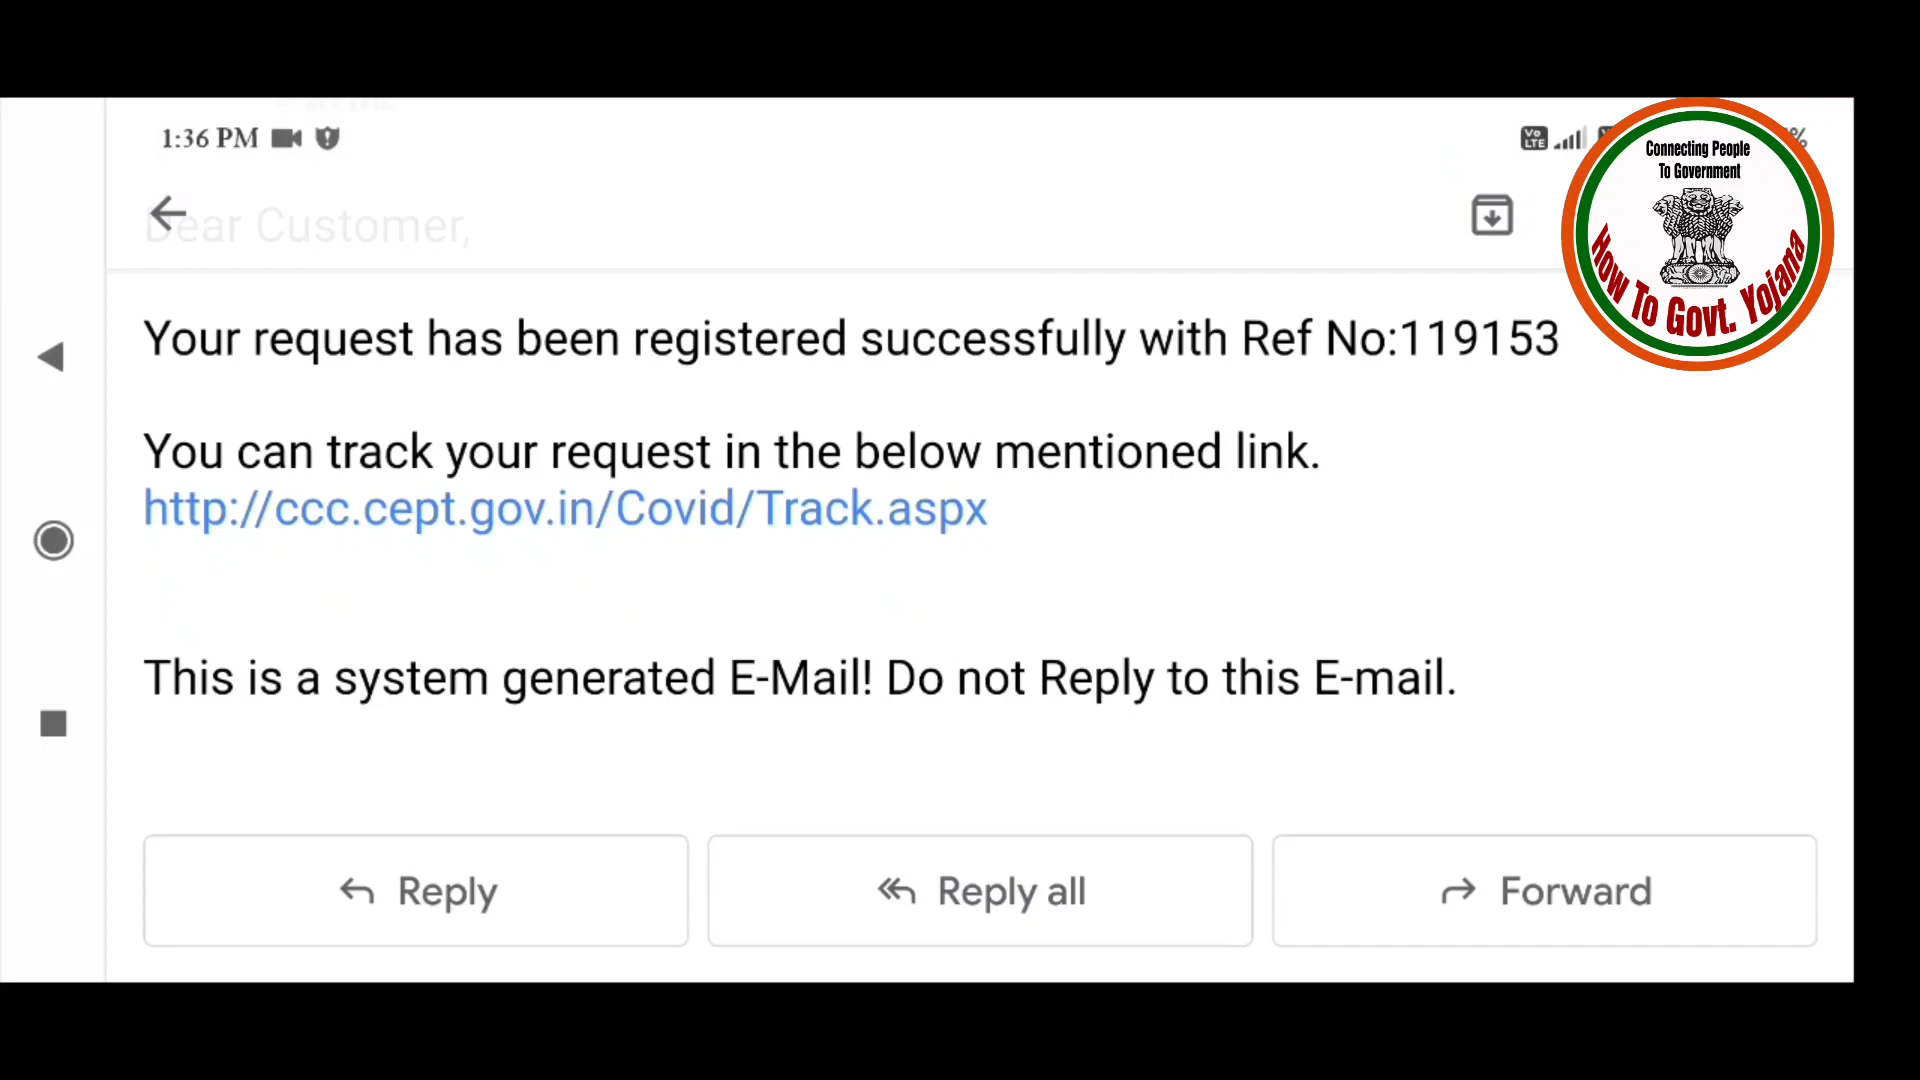 1:36 PM
Vo LTE
%
Connecting People
To Government
How To Govt. Yojana
Dear Customer,
Your request has been registered successfully with Ref No:119153
You can track your request in the below mentioned link.
http://ccc.cept.gov.in/Covid/Track.aspx
This is a system generated E-Mail! Do not Reply to this E-mail.
Reply
Reply all
Forward